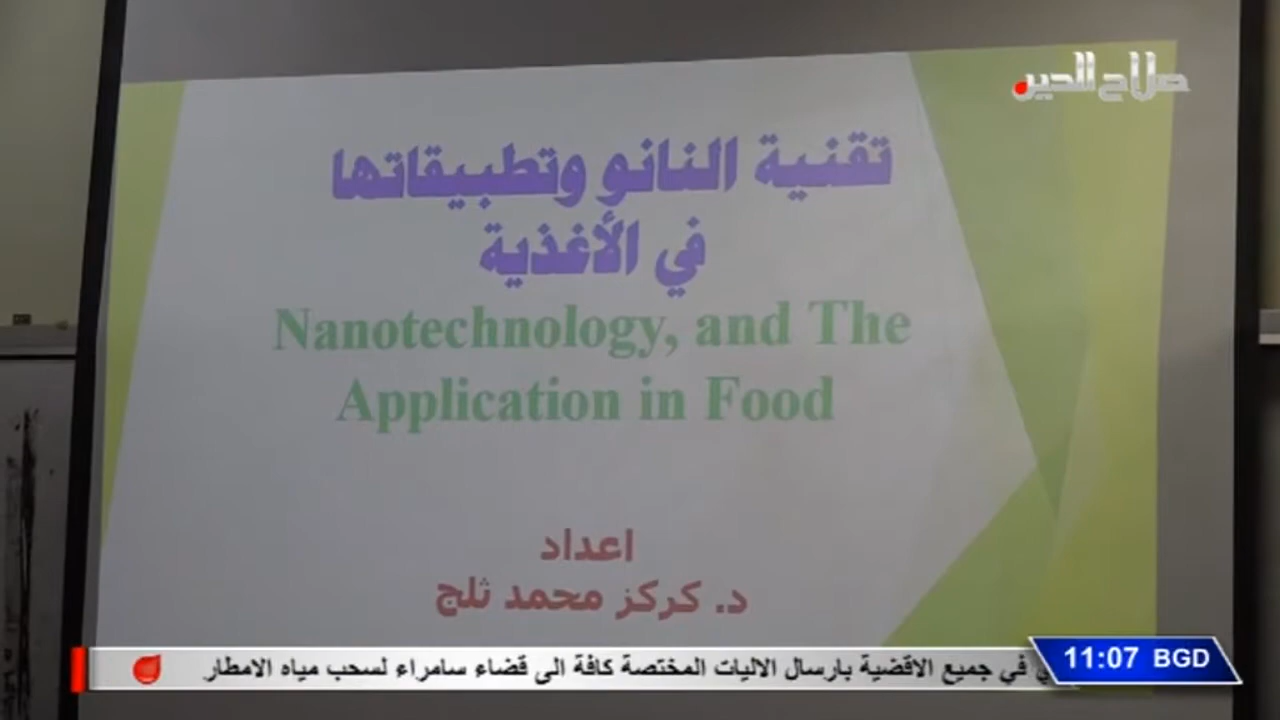 صلاح الدين
تقنية النانو وتطبيقاتها
في الأغذية
Nanotechnology, and The
Application in Food
اعداد
د. كركز محمد ثلج
في جميع الاقضية بارسال الاليات المختصة كافة الى قضاء سامراء لسحب مياه الامطار
11:07 BGD